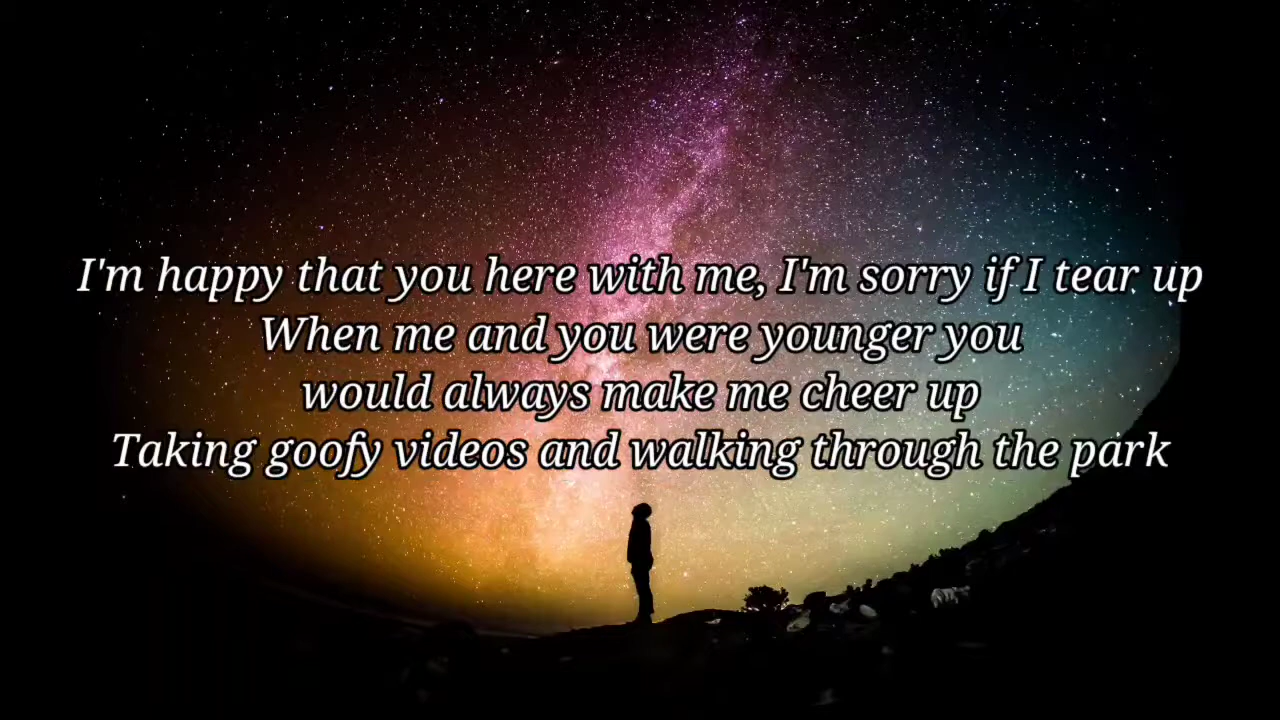 I'm happy that you here with me, I'm sorry if I tear up
When me and you were younger you
would always make me cheer up
Taking goofy videos and walking through the park